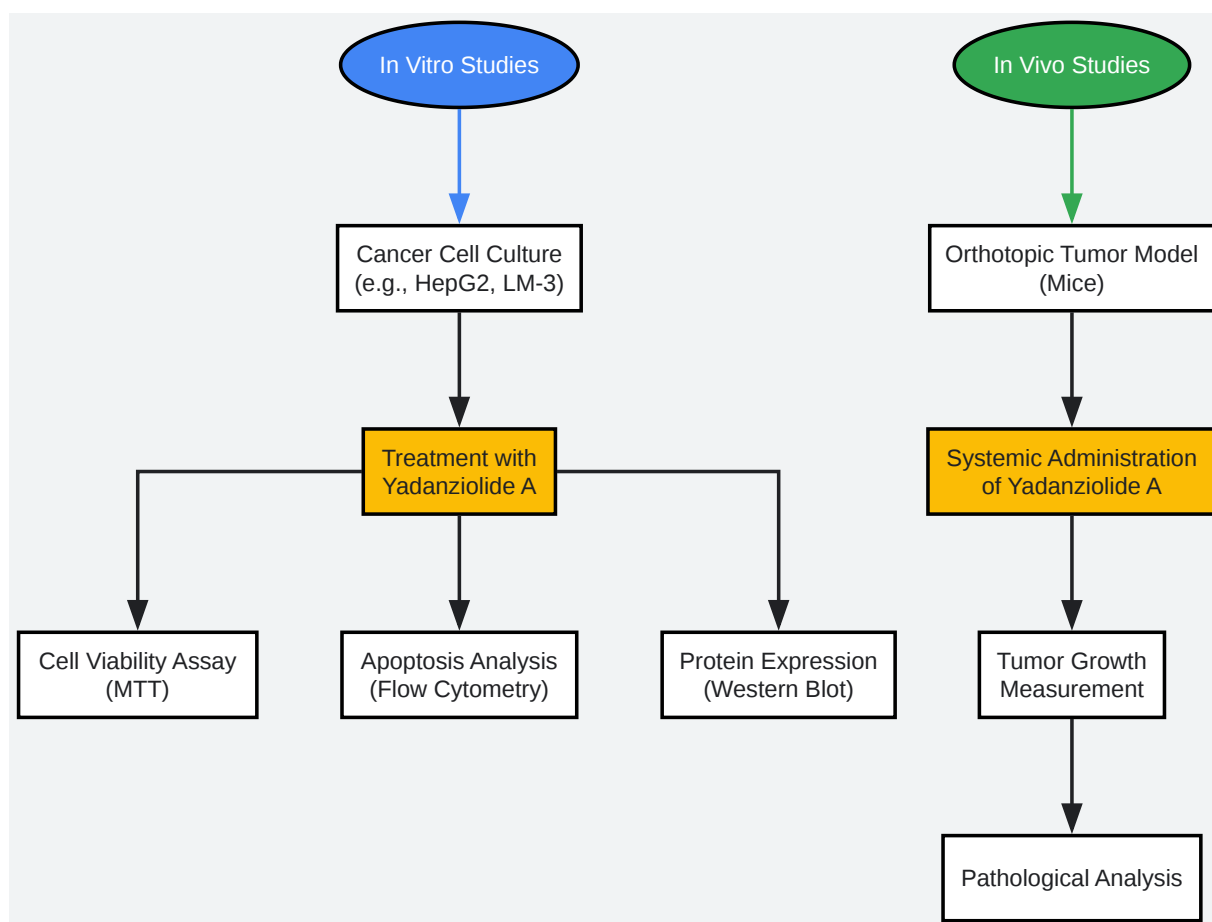 In Vitro Studies
In Vivo Studies
Cancer Cell Culture
(e.g., HepG2, LM-3)
Orthotopic Tumor Model
(Mice)
Treatment with
Yadanziolide A
Systemic Administration
of Yadanziolide A
Cell Viability Assay
(MTT)
Apoptosis Analysis
(Flow Cytometry)
Protein Expression
(Western Blot)
Tumor Growth
Measurement
Pathological Analysis